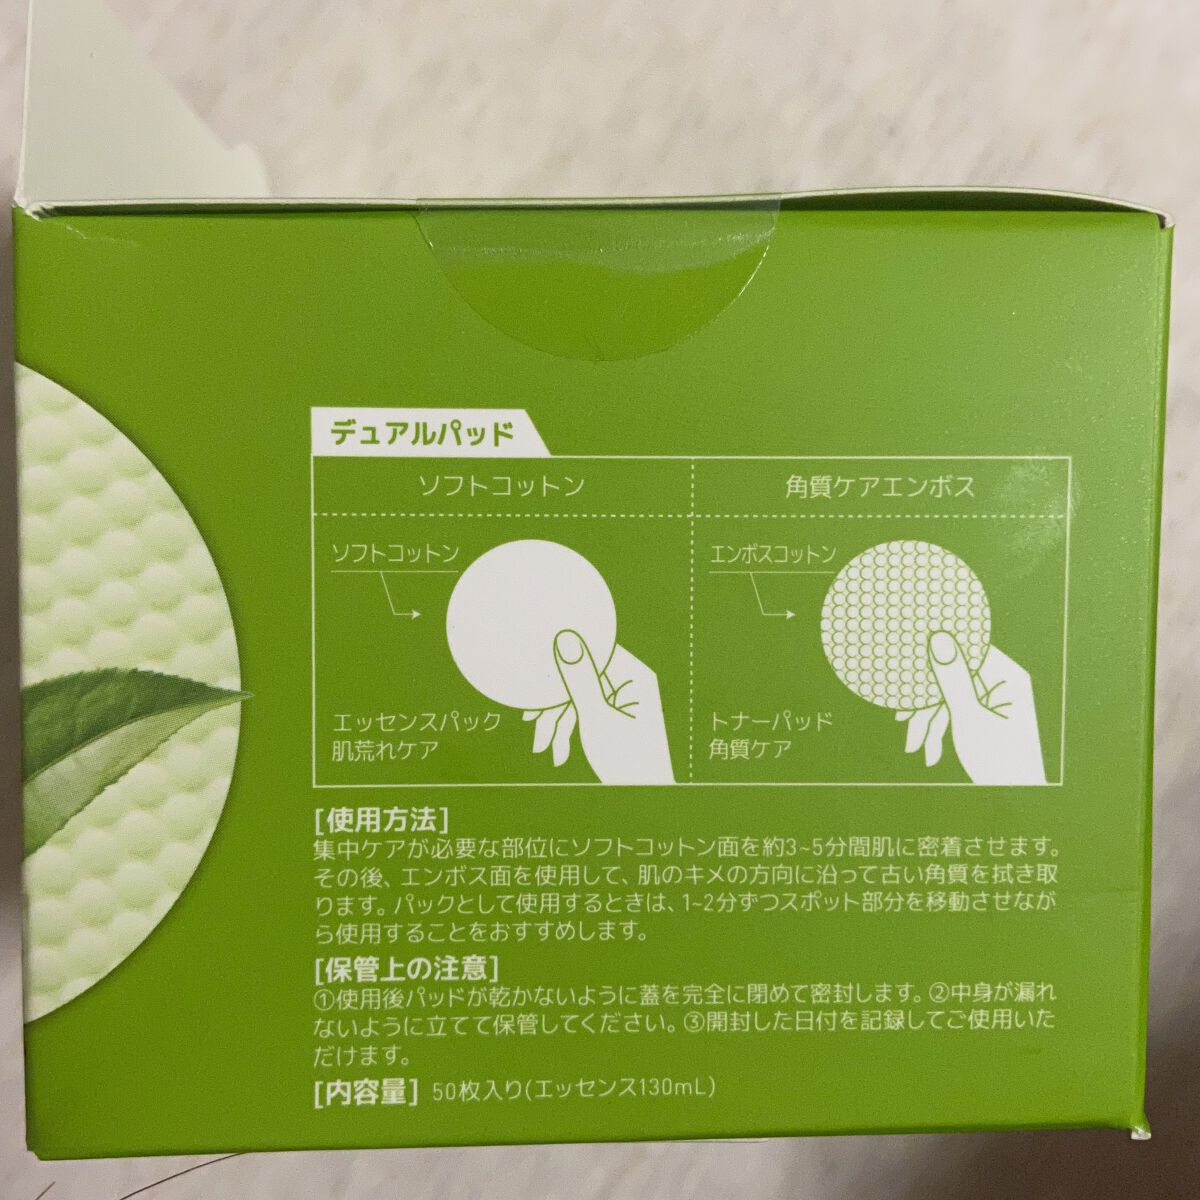 デュアルパッド
ソフトコットン
角質ケアエンボス
ソフトコットン
エッセンスパック
肌荒れケア
エンボスコットン
トナーパッド
角質ケア
[使用方法]
集中ケアが必要な部位にソフトコットン面を約3~5分間肌に密着させます。
その後、エンボス面を使用して、肌のキメの方向に沿って古い角質を拭き取
ります。パックとして使用するときは、1~2分ずつスポット部分を移動させなが
ら使用することをおすすめします。
[保管上の注意]
①使用後パッドが乾かないように蓋を完全に閉めて密封します。②中身が漏れ
ないように立てて保管してください。③開封した日付を記録してご使用いた
だけます。
[内容量] 50枚入り(エッセンス130mL)